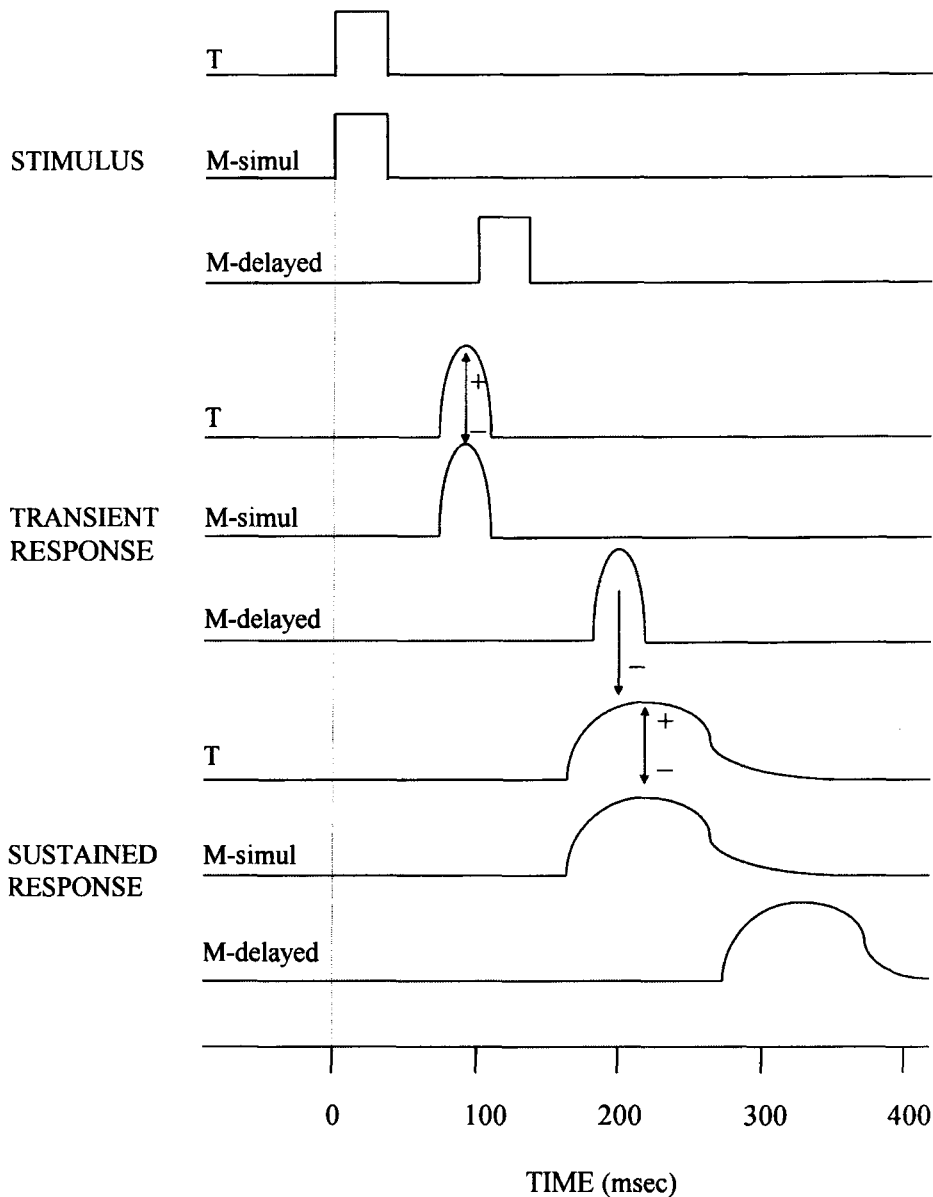 T
STIMULUS
M-simul
M-delayed
+
T
−
TRANSIENT
RESPONSE
M-simul
M-delayed
−
+
T
−
SUSTAINED
RESPONSE
M-simul
M-delayed
0 100 200 300 400
TIME (msec)